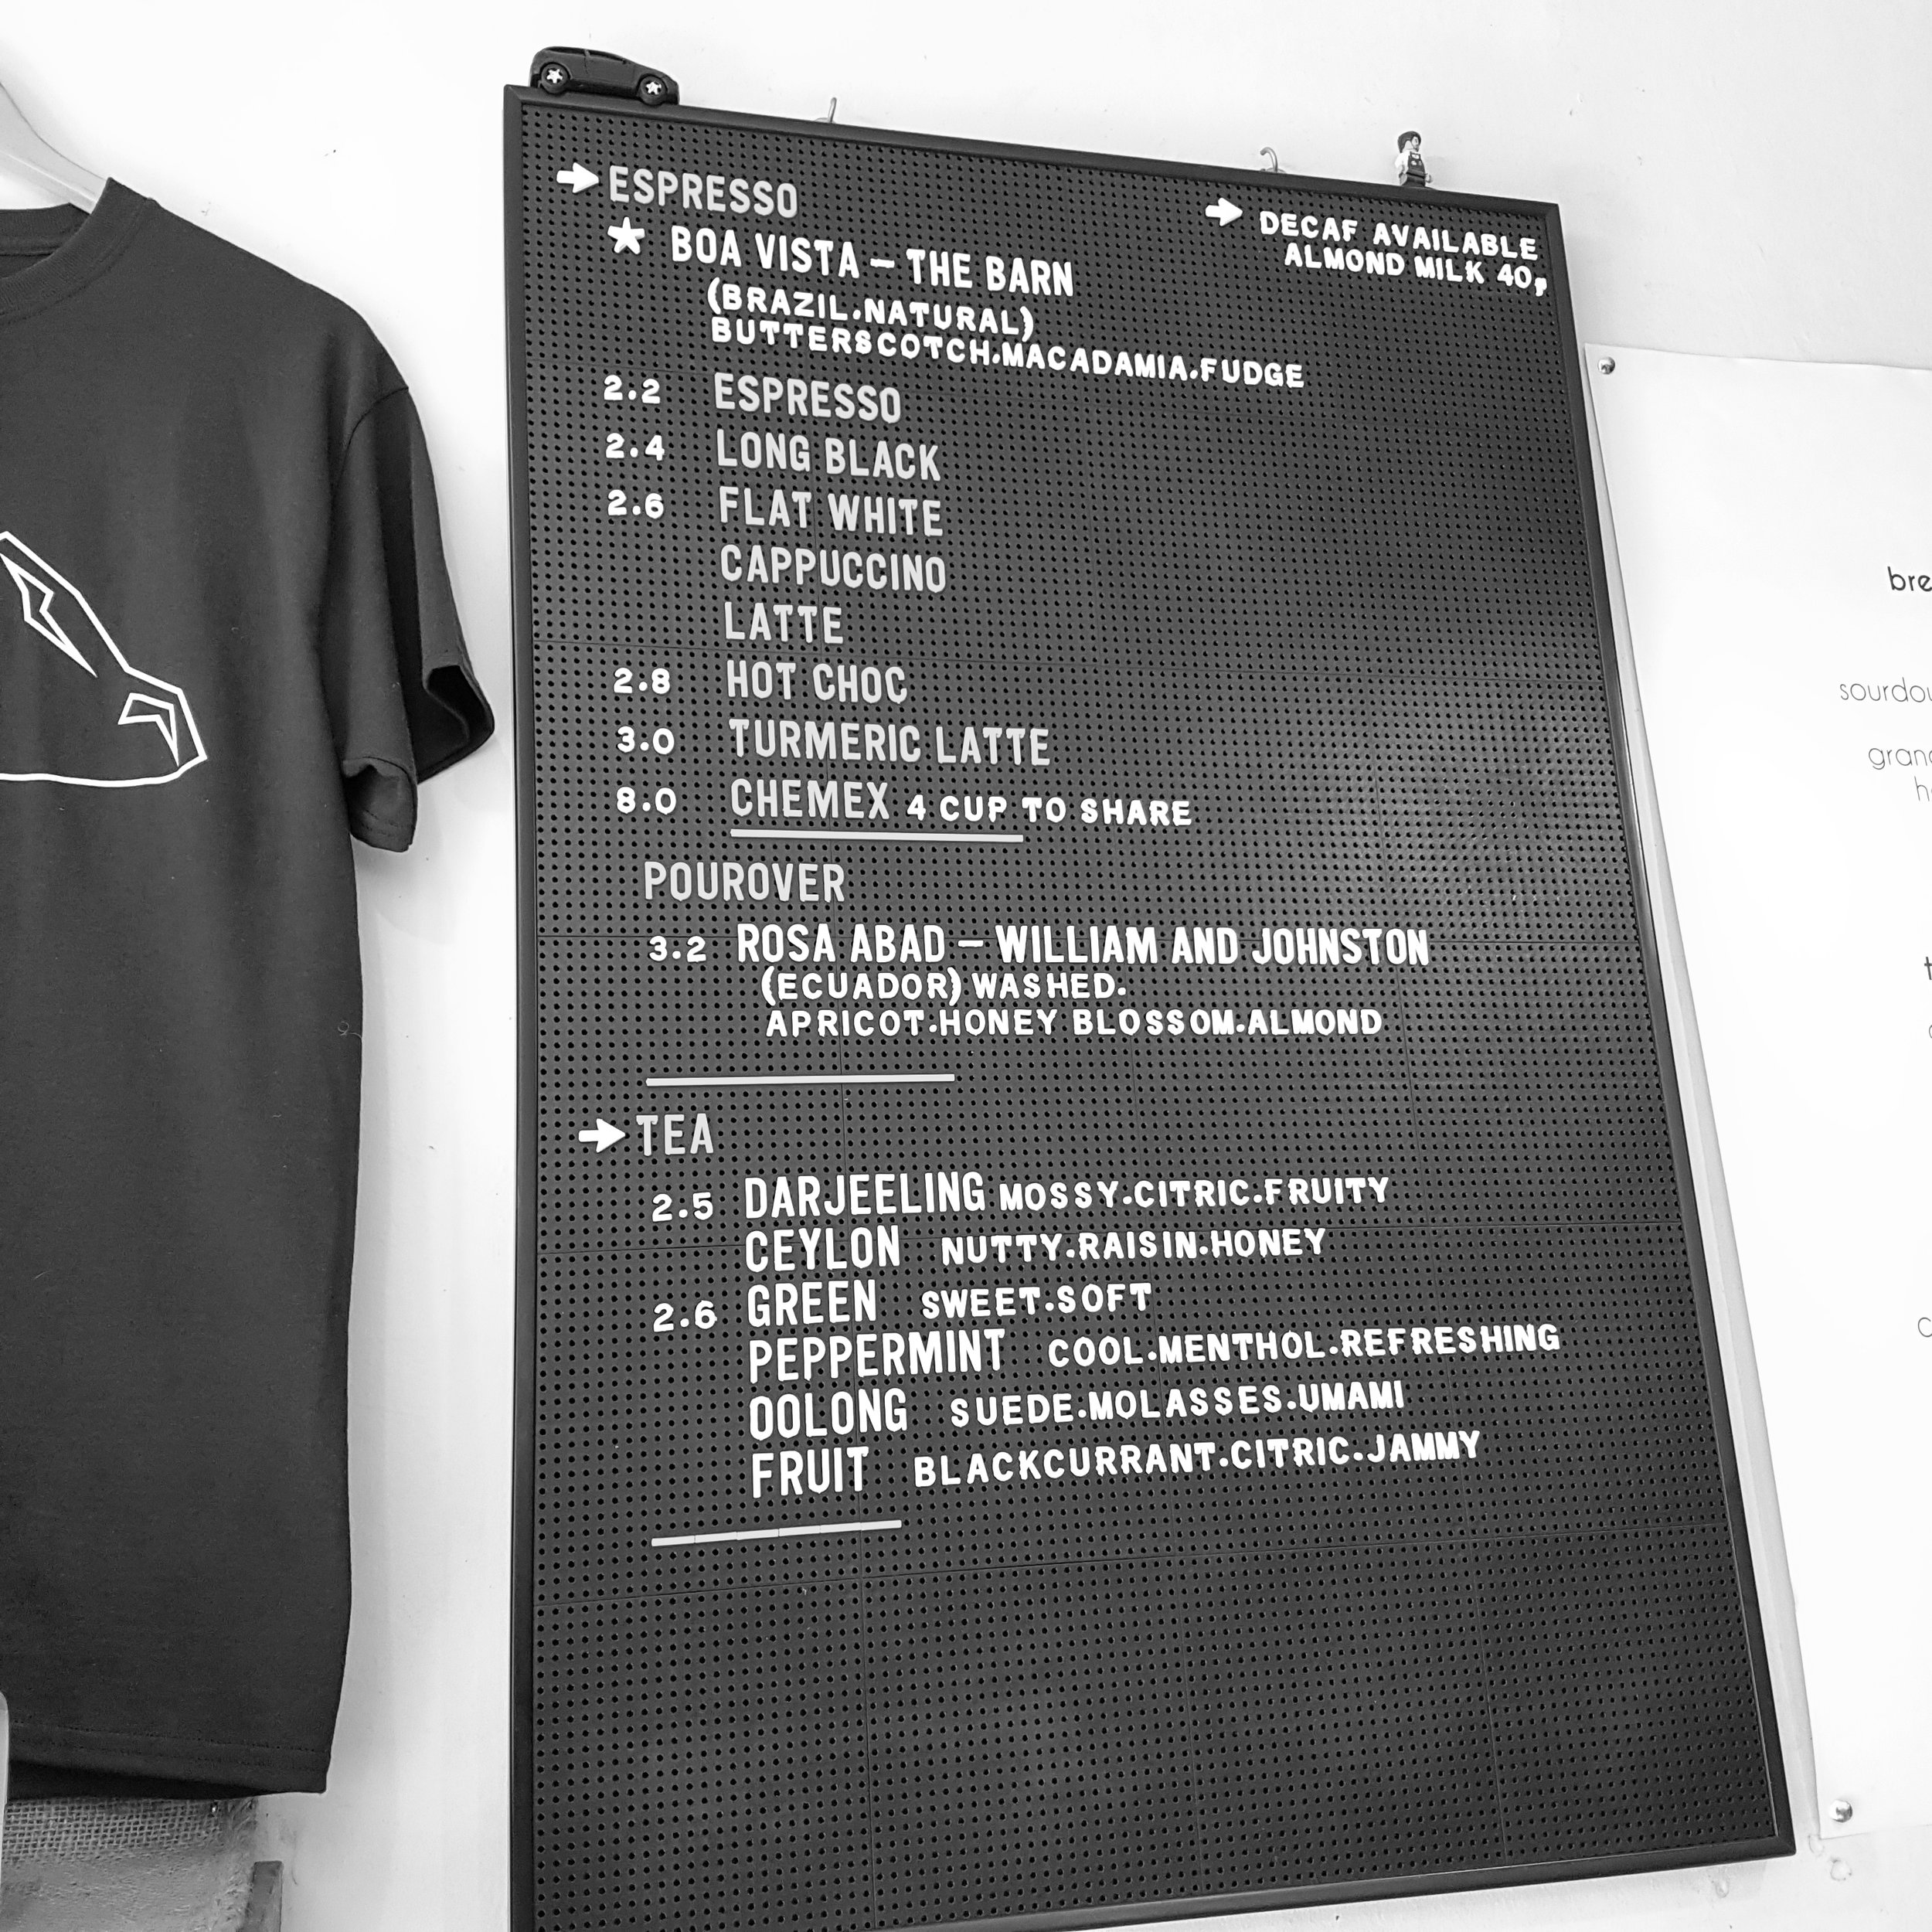 ESPRESSO
BOA VISTA – THE BARN
(BRAZIL.NATURAL)
BUTTERSCOTCH.MACADAMIA.FUDGE
DECAF AVAILABLE
ALMOND MILK 40p
2.2 ESPRESSO
2.4 LONG BLACK
2.6 FLAT WHITE
CAPPUCCINO
LATTE
2.8 HOT CHOC
3.0 TURMERIC LATTE
8.0 CHEMEX 4 CUP TO SHARE
POUROVER
3.2 ROSA ABAD – WILLIAM AND JOHNSTON
(ECUADOR) WASHED.
APRICOT.HONEY BLOSSOM.ALMOND
TEA
2.5 DARJEELING MOSSY.CITRIC.FRUITY
CEYLON NUTTY.RAISIN.HONEY
2.6 GREEN SWEET.SOFT
PEPPERMINT COOL.MENTHOL.REFRESHING
OOLONG SUEDE.MOLASSES.UMAMI
FRUIT BLACKCURRANT.CITRIC.JAMMY